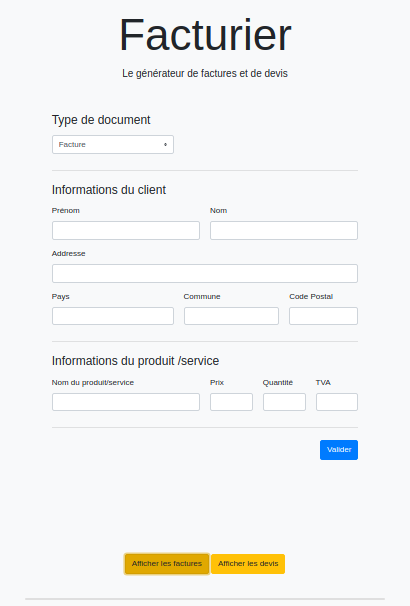 Facturier
Le générateur de factures et de devis
Type de document
Facture
Informations du client
Prénom Nom
Addresse
Pays Commune Code Postal
Informations du produit /service
Nom du produit/service Prix Quantité TVA
Valider
Afficher les factures Afficher les devis